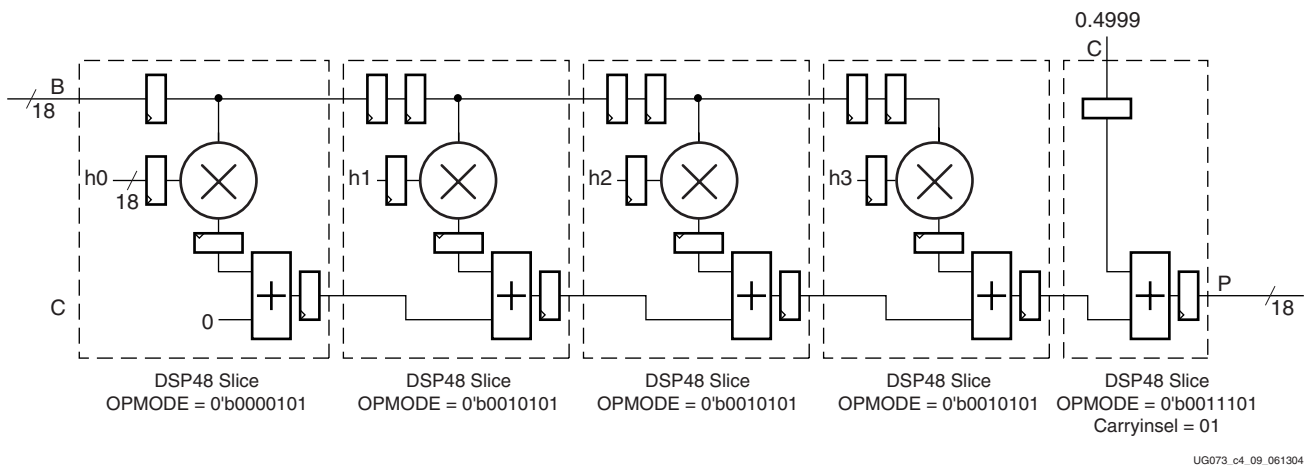 0.4999
C
B
18
h0
18
h1
h2
h3
C
0
P
18
DSP48 Slice
OPMODE = 0'b0000101
DSP48 Slice
OPMODE = 0'b0010101
DSP48 Slice
OPMODE = 0'b0010101
DSP48 Slice
OPMODE = 0'b0010101
DSP48 Slice
OPMODE = 0'b0011101
Carryinsel = 01
UG073_c4_09_061304